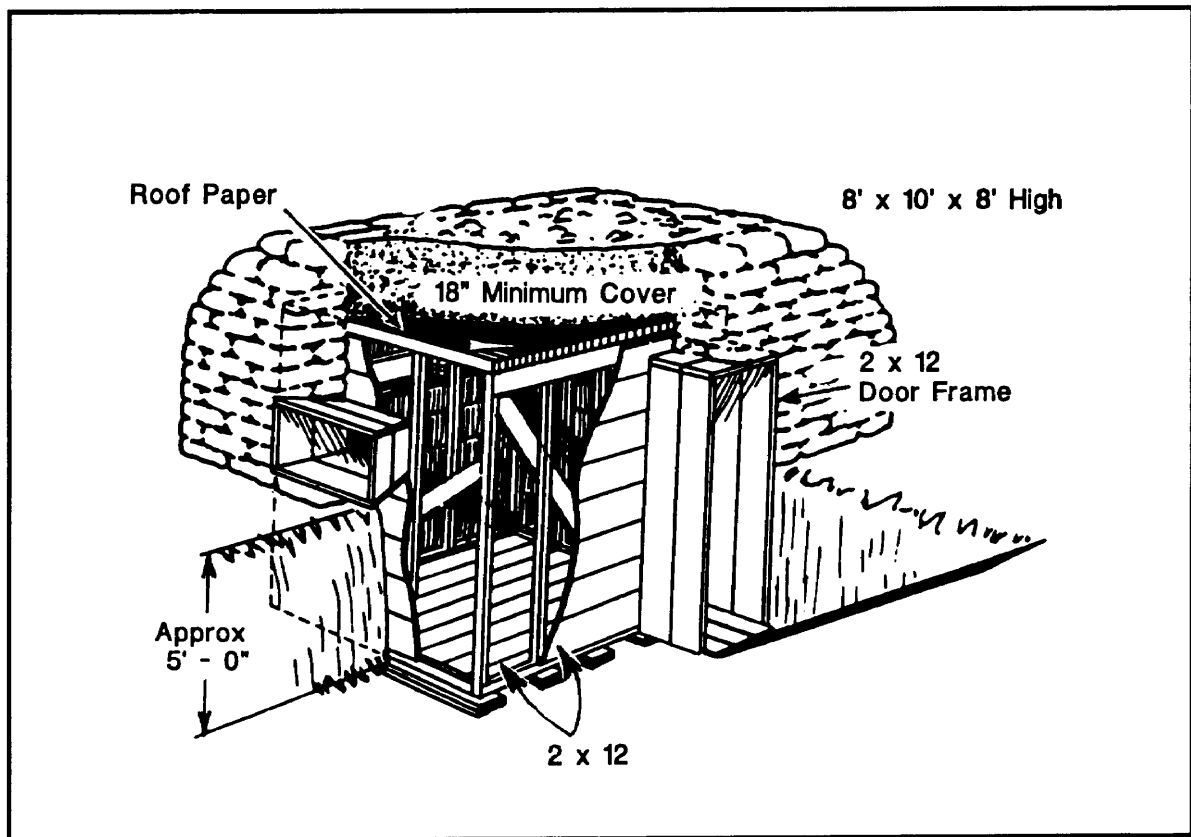 Roof Paper
8' x 10' x 8' High
18" Minimum Cover
2 x 12
Door Frame
Approx
5' - 0"
2 x 12